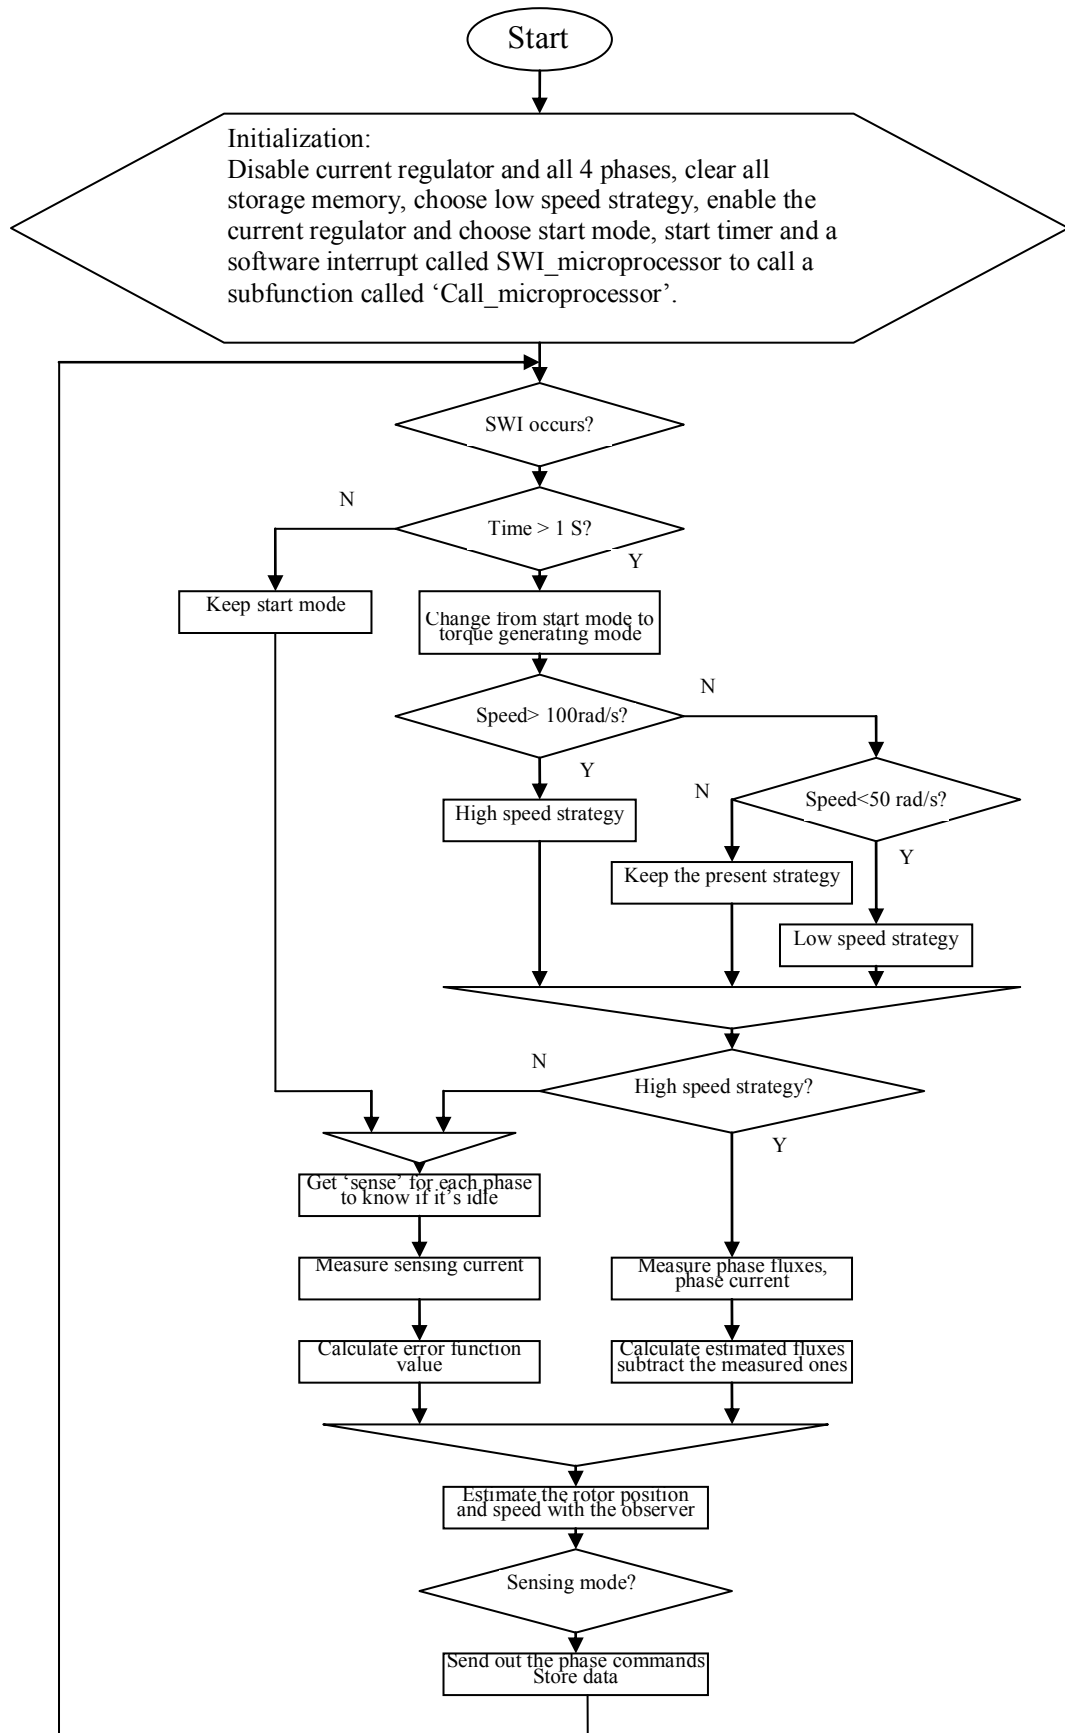 Start
Initialization:
Disable current regulator and all 4 phases, clear all
storage memory, choose low speed strategy, enable the
current regulator and choose start mode, start timer and a
software interrupt called SWI_microprocessor to call a
subfunction called ‘Call_microprocessor’.
SWI occurs?
N
Time > 1 S?
Y
Keep start mode
Change from start mode to
torque generating mode
N
Speed> 100rad/s?
Y
N
Speed<50 rad/s?
High speed strategy
Y
Keep the present strategy
Low speed strategy
N
High speed strategy?
Y
Get ‘sense’ for each phase
to know if it’s idle
Measure sensing current
Measure phase fluxes,
phase current
Calculate error function
value
Calculate estimated fluxes
subtract the measured ones
Estimate the rotor position
and speed with the observer
Sensing mode?
Send out the phase commands
Store data